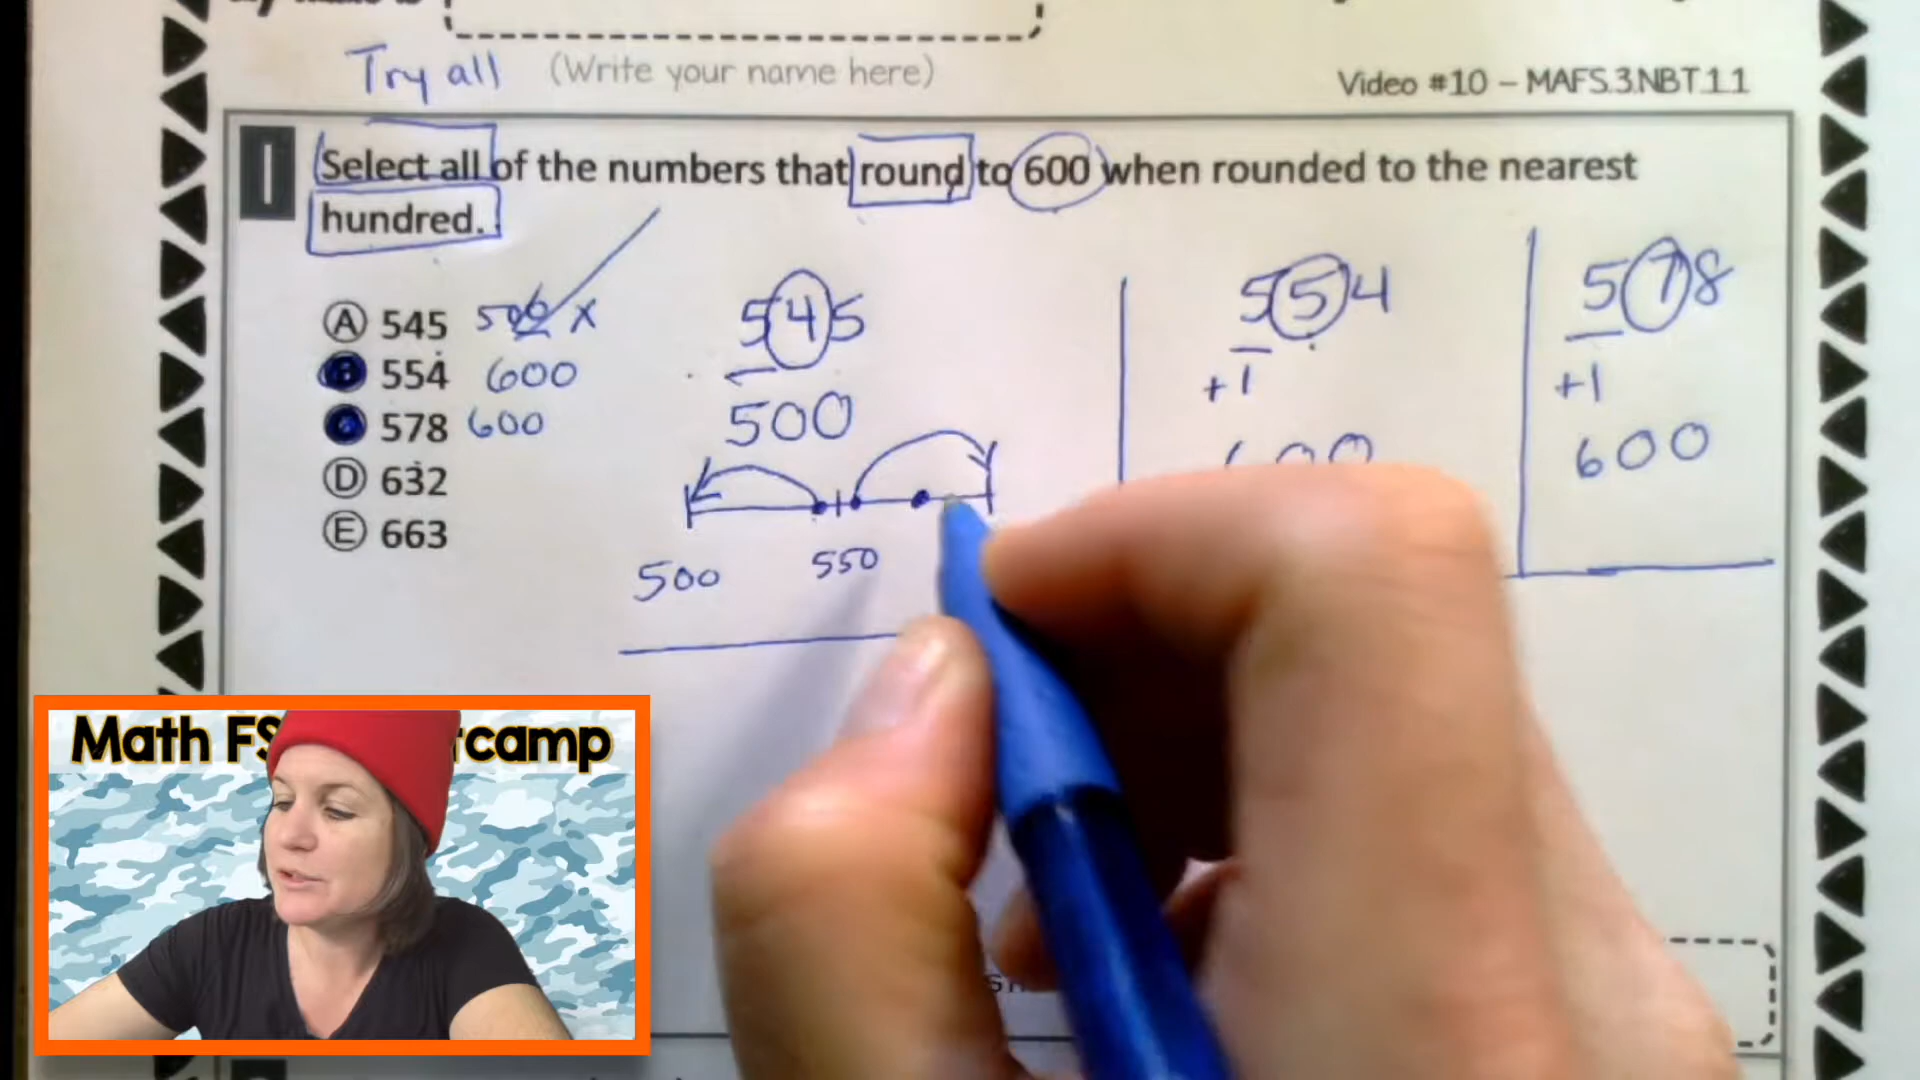 Try all (Write your name here)
Video #10 – MAFS.3.NBT.1.1
1 Select all of the numbers that round to 600 when rounded to the nearest
hundred.
A 545 500 X
B 554 600
C 578 600
D 632
E 663
545
500
500 550
554
+1
600
578
+1
600
Math FS tcamp